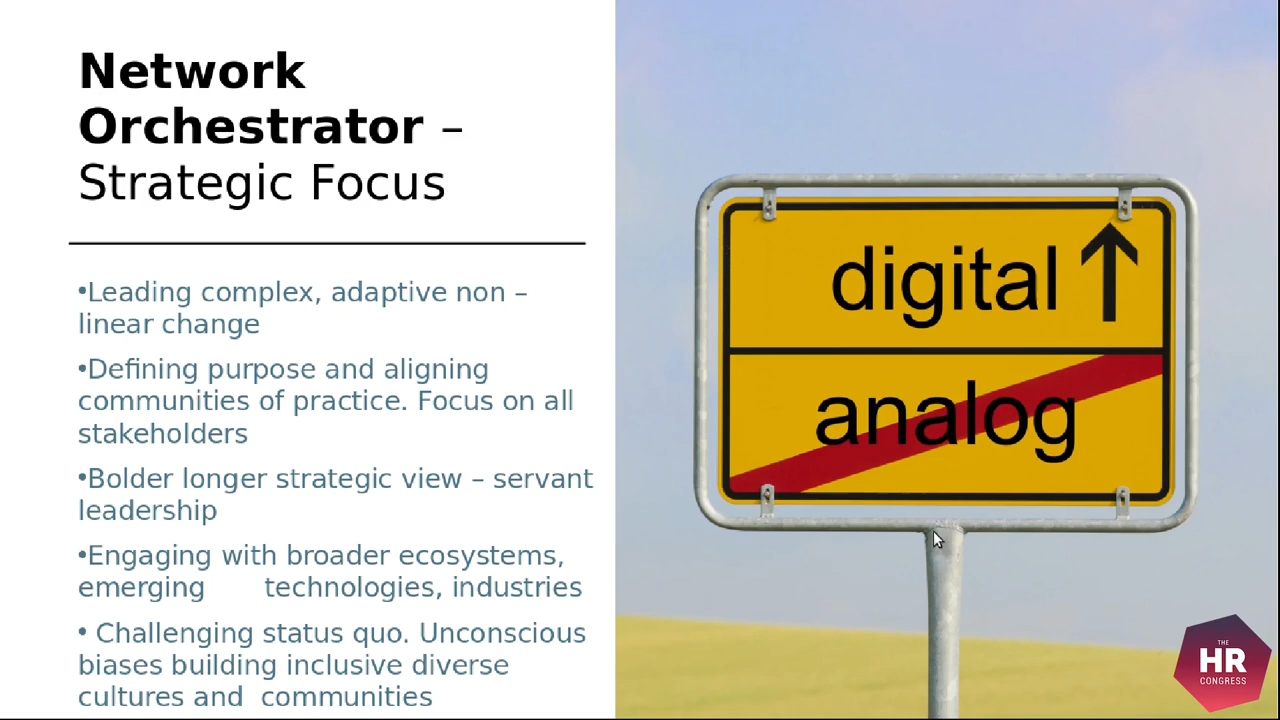 Network
Orchestrator –
Strategic Focus
•Leading complex, adaptive non –
linear change
•Defining purpose and aligning
communities of practice. Focus on all
stakeholders
•Bolder longer strategic view – servant
leadership
•Engaging with broader ecosystems,
emerging technologies, industries
• Challenging status quo. Unconscious
biases building inclusive diverse
cultures and communities
digital
analog
THE
HR
CONGRESS